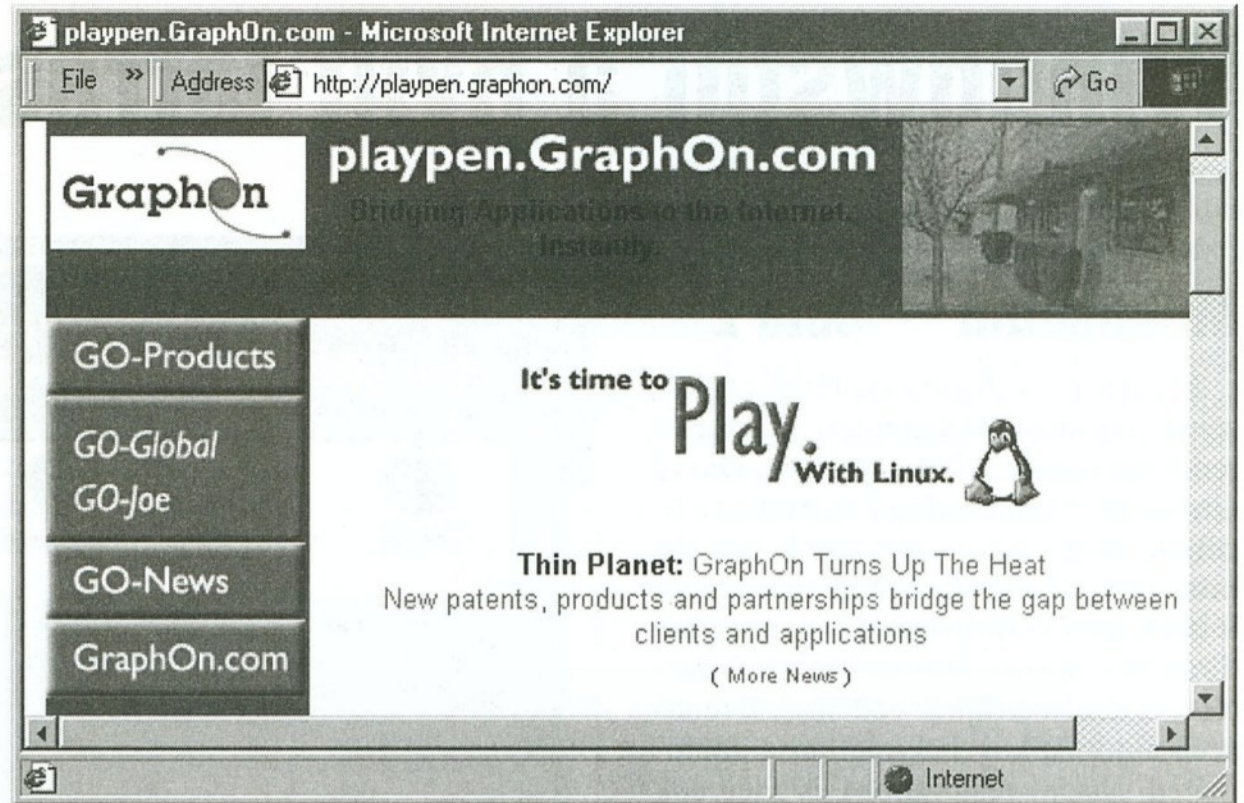 playpen.GraphOn.com - Microsoft Internet Explorer
File » Address http://playpen.graphon.com/ Go
GraphOn
playpen.GraphOn.com
Bridging Applications to the Internet.
Instantly.
GO-Products
GO-Global
GO-Joe
GO-News
GraphOn.com
It's time to
Play.
With Linux.
Thin Planet: GraphOn Turns Up The Heat
New patents, products and partnerships bridge the gap between
clients and applications
( More News )
Internet